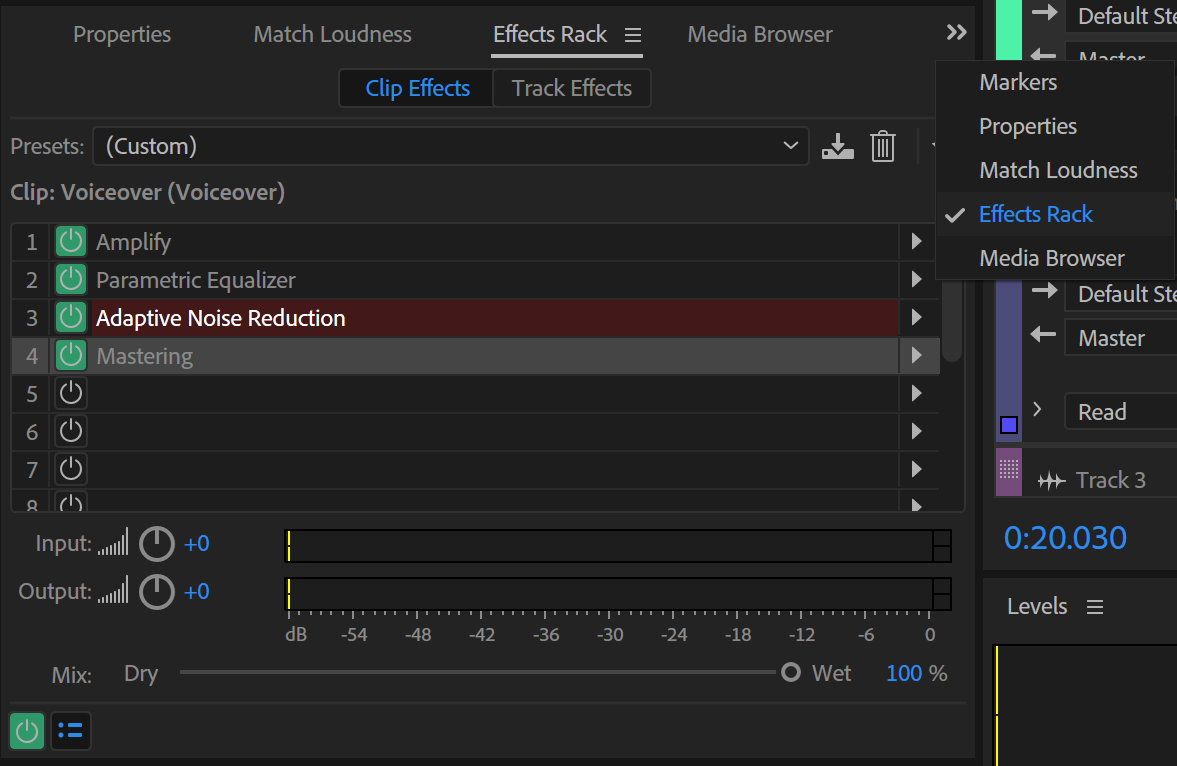 Properties
Match Loudness
Effects Rack
Media Browser
Clip Effects
Track Effects
Presets:
(Custom)
Clip: Voiceover (Voiceover)
1 Amplify
2 Parametric Equalizer
3 Adaptive Noise Reduction
4 Mastering
5
6
7
8
Input: +0
Output: +0
dB -54 -48 -42 -36 -30 -24 -18 -12 -6 0
Mix: Dry Wet 100 %
Default Ste
Master
Markers
Properties
Match Loudness
Effects Rack
Media Browser
Default Ste
Master
Read
Track 3
0:20.030
Levels